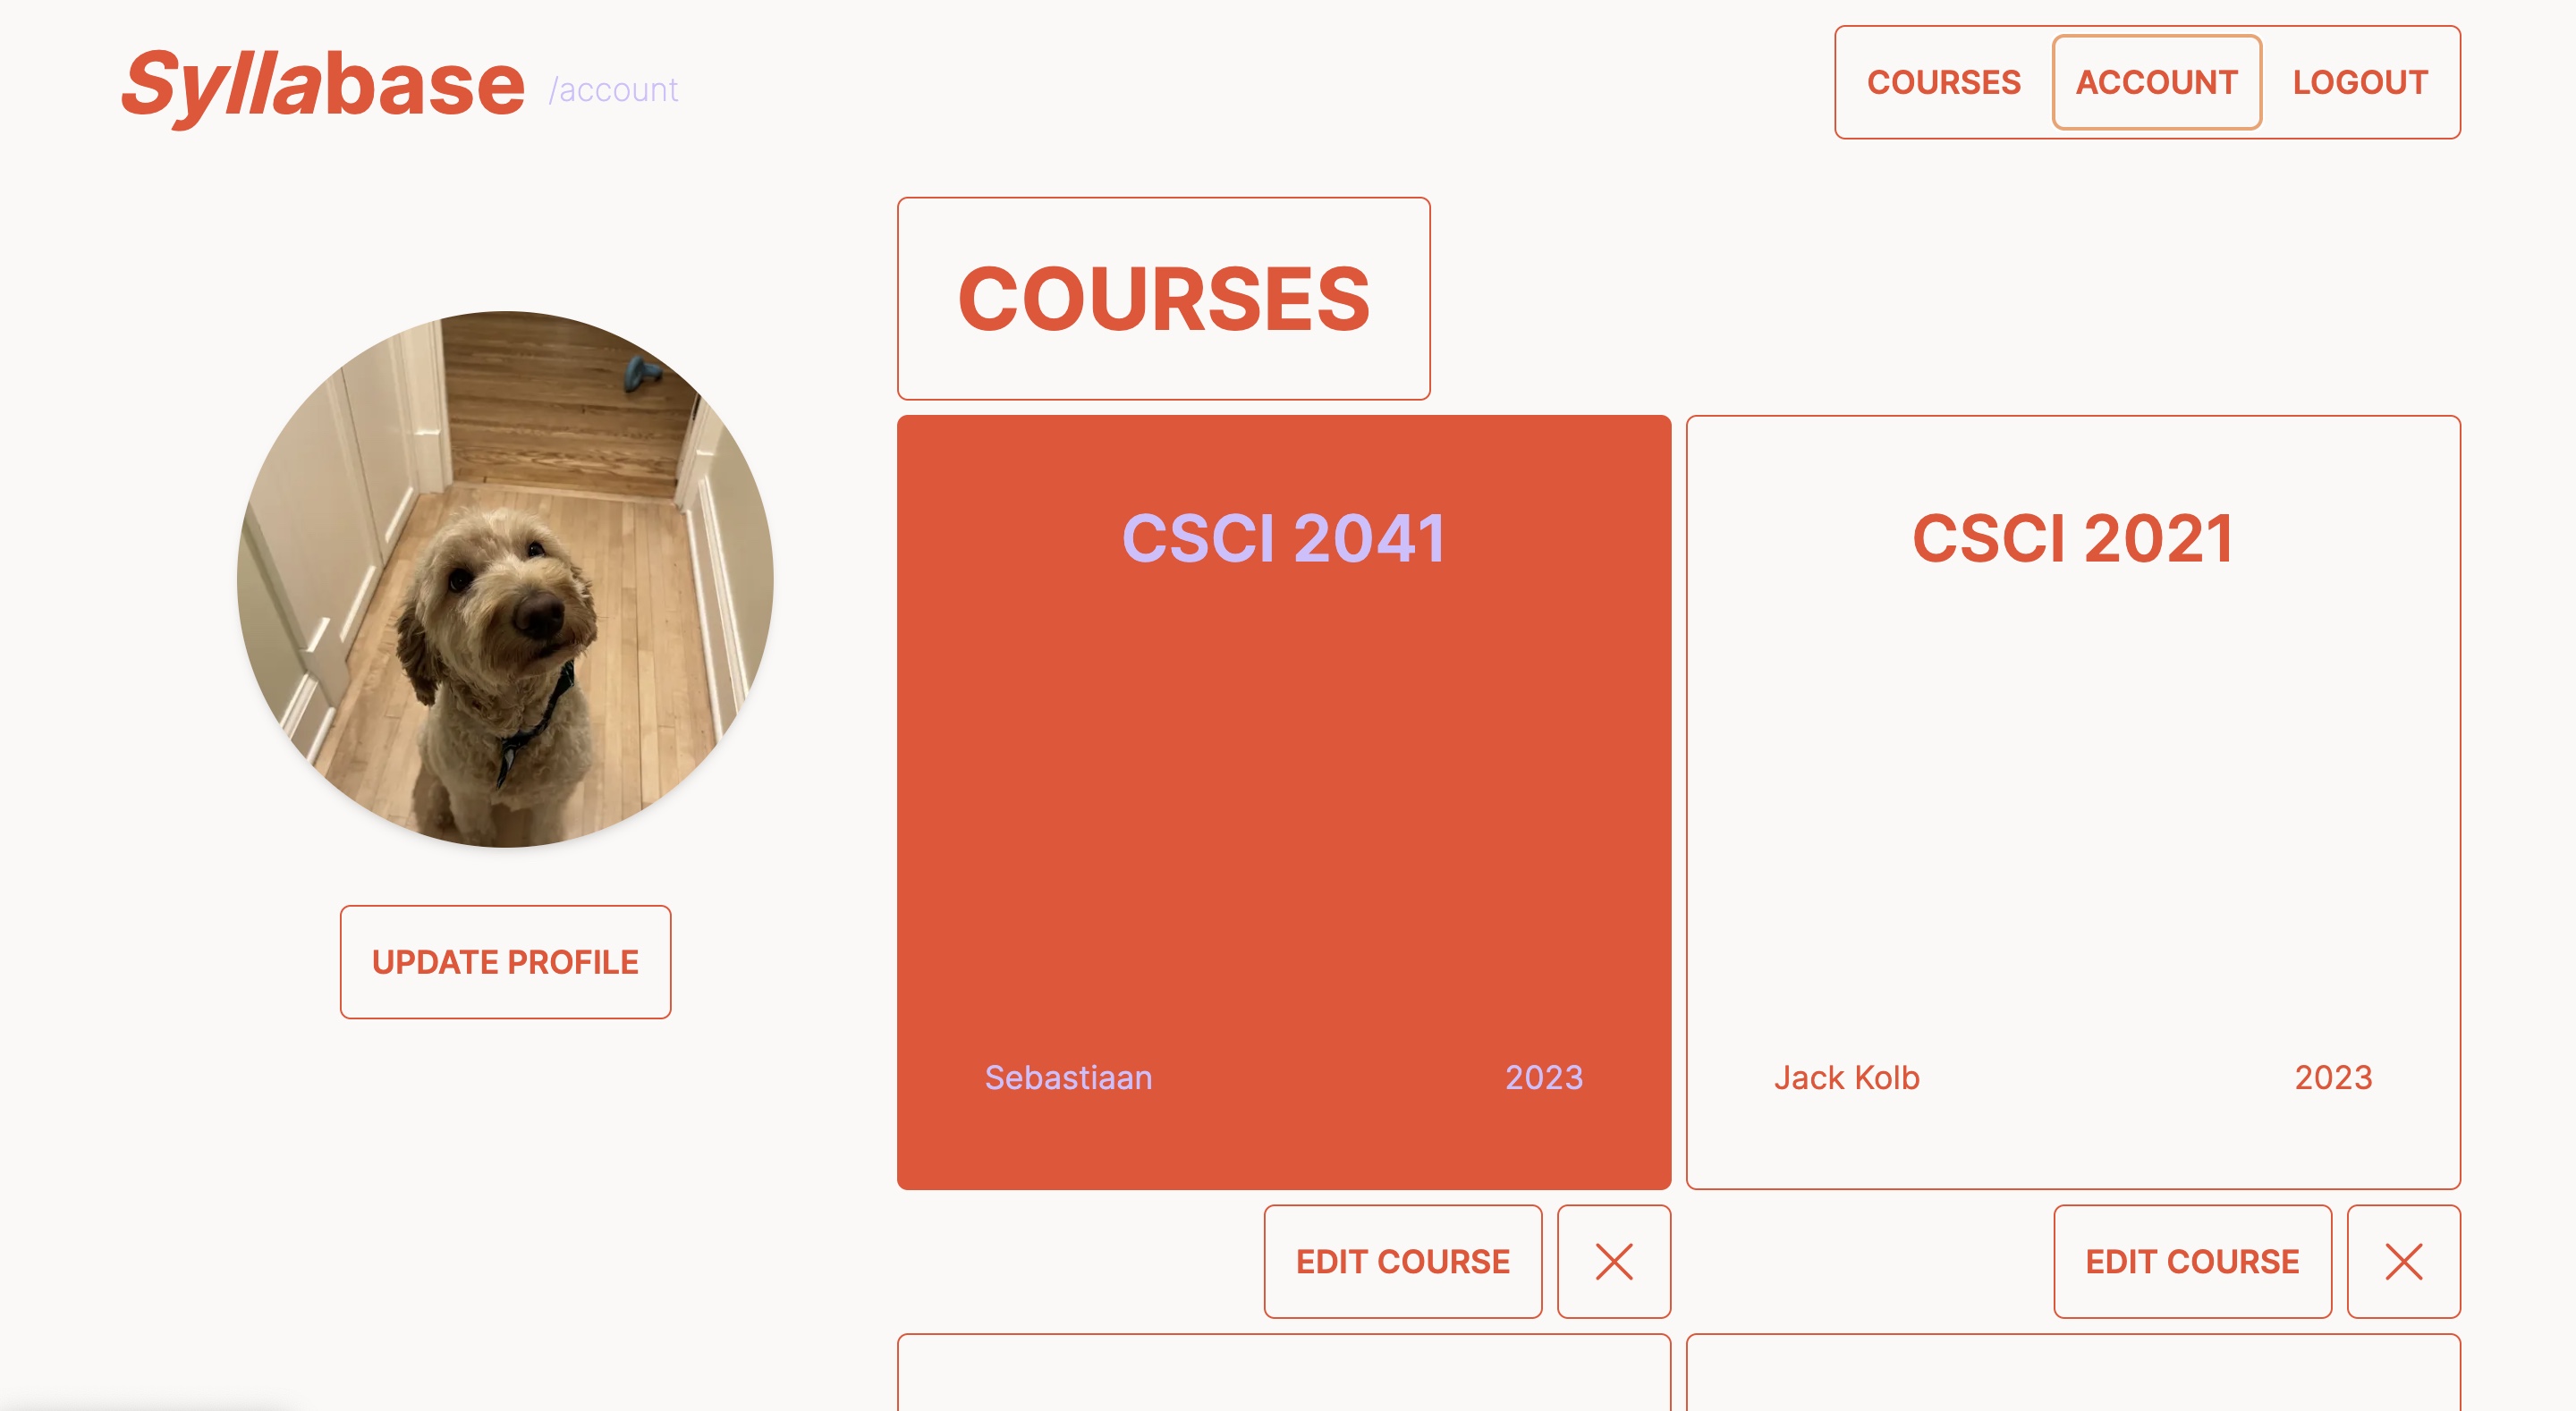 Syllabase /account
COURSES ACCOUNT LOGOUT
COURSES
CSCI 2041
Sebastiaan 2023
EDIT COURSE
CSCI 2021
Jack Kolb 2023
EDIT COURSE
UPDATE PROFILE